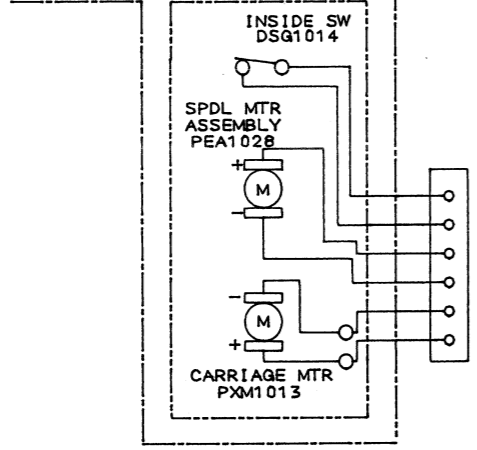 INSIDE SW
DSG1014
SPDL MTR
ASSEMBLY
PEA1028
+
M
-
-
M
+
CARRIAGE MTR
PXM1013